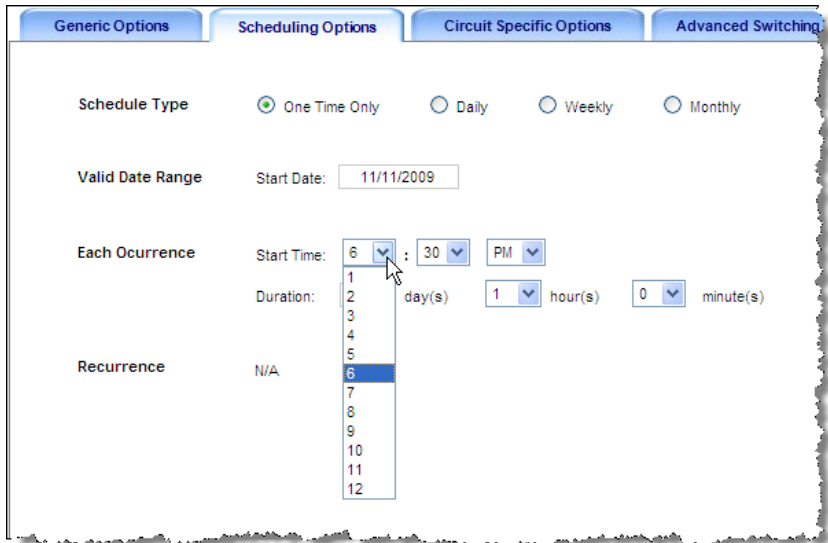 Generic Options Scheduling Options Circuit Specific Options Advanced Switching
Schedule Type One Time Only Daily Weekly Monthly
Valid Date Range Start Date: 11/11/2009
Each Ocurrence Start Time: 6 : 30 PM
1
Duration: 2 day(s) 1 hour(s) 0 minute(s)
3
4
5
Recurrence N/A 6
7
8
9
10
11
12